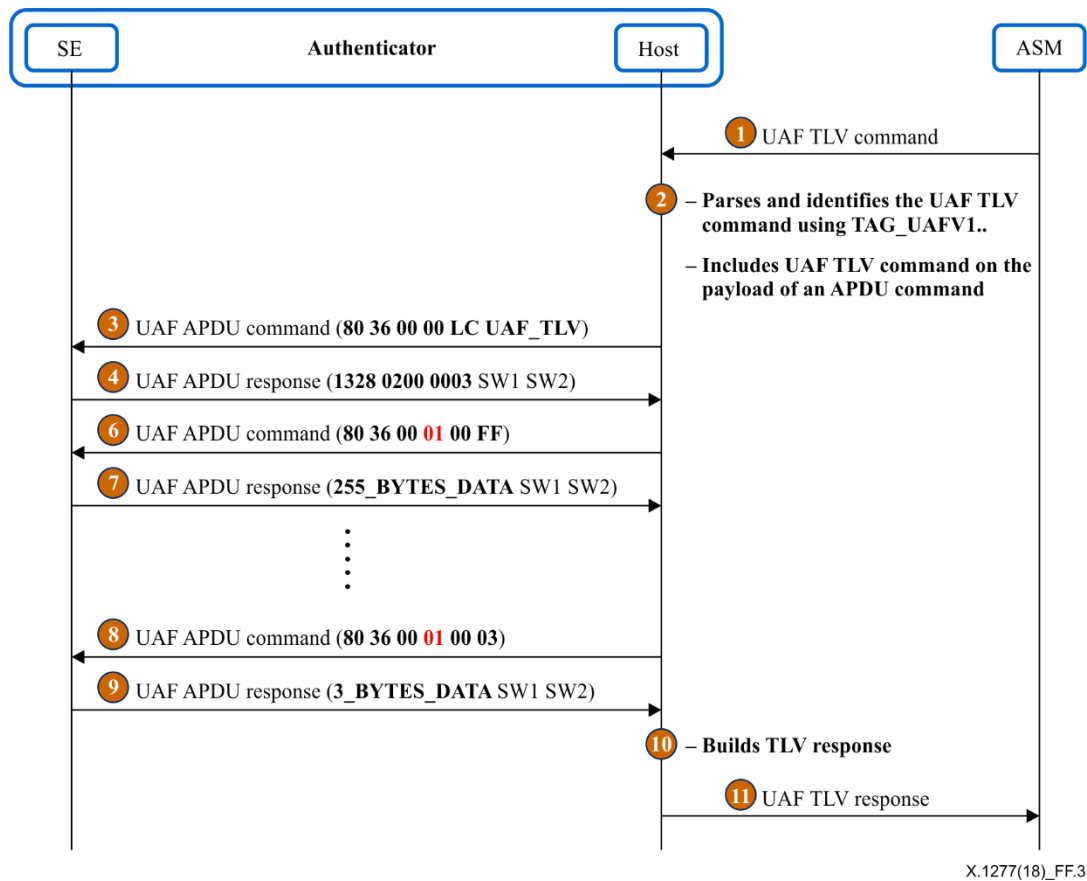 SE
Authenticator
Host
ASM
1 UAF TLV command
2 – Parses and identifies the UAF TLV
command using TAG_UAFV1..
– Includes UAF TLV command on the
payload of an APDU command
3 UAF APDU command (80 36 00 00 LC UAF_TLV)
4 UAF APDU response (1328 0200 0003 SW1 SW2)
6 UAF APDU command (80 36 00 01 00 FF)
7 UAF APDU response (255_BYTES_DATA SW1 SW2)
8 UAF APDU command (80 36 00 01 00 03)
9 UAF APDU response (3_BYTES_DATA SW1 SW2)
10 – Builds TLV response
11 UAF TLV response
X.1277(18)_FF.3